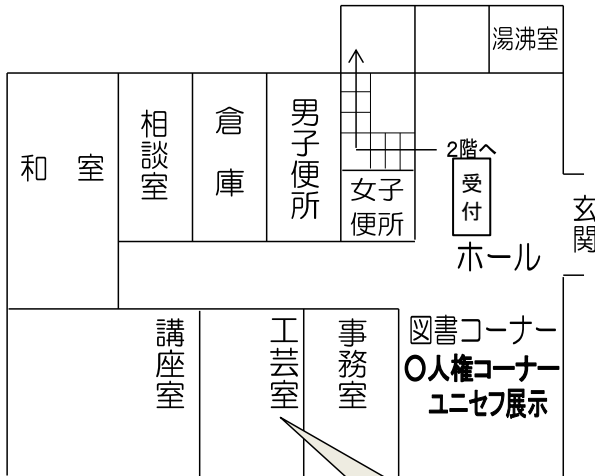 湯沸室
和　室
相談室
倉　庫
男子便所
2階へ
女子
便所
受付
玄関
ホール
講座室
工芸室
事務室
図書コーナー
〇人権コーナー
ユニセフ展示